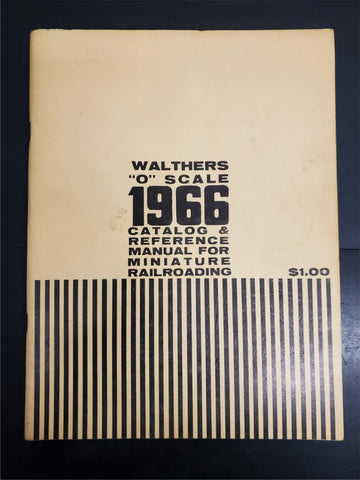 WALTHERS
"O" SCALE
1966
CATALOG &
REFERENCE
MANUAL FOR
MINIATURE
RAILROADING
$1.00